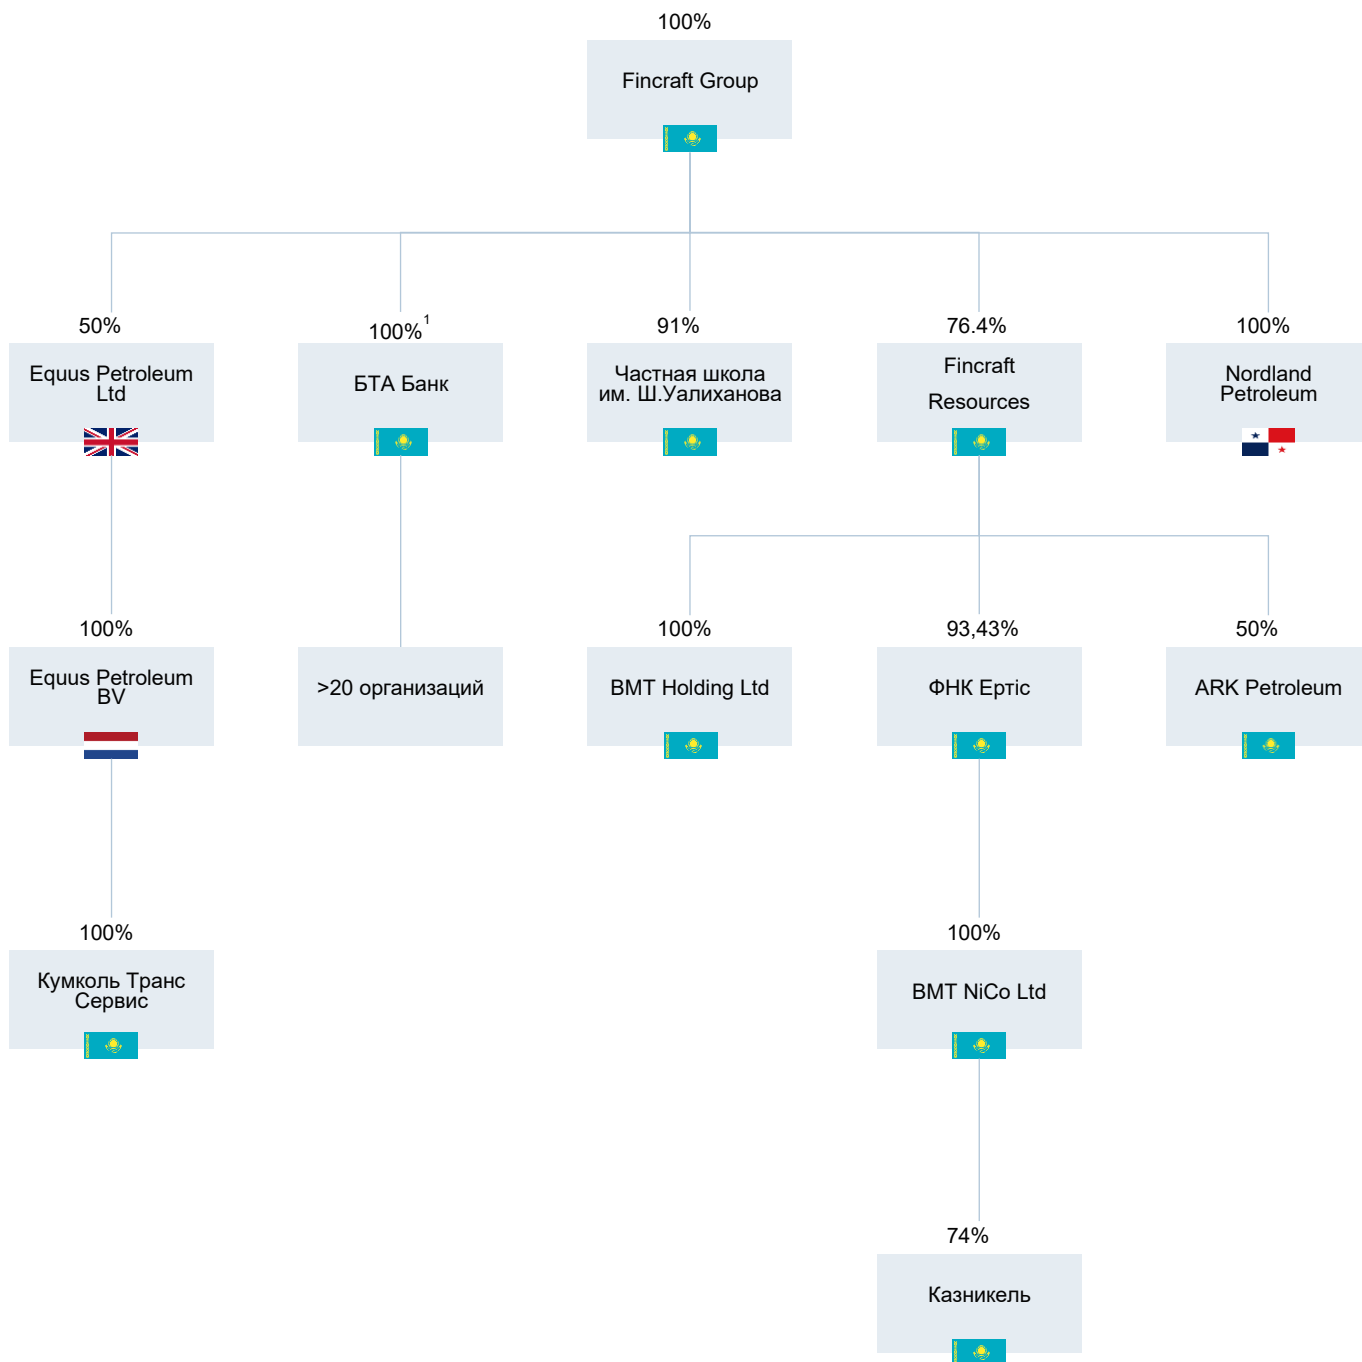 100%
Fincraft Group
50%
100%1
91%
76.4%
100%
Equus Petroleum
Ltd
БТА Банк
Частная школа
им. Ш.Уалиханова
Fincraft
Resources
Nordland
Petroleum
100%
100%
93,43%
50%
Equus Petroleum
BV
>20 организаций
BMT Holding Ltd
ФНК Ертіс
ARK Petroleum
100%
100%
Кумколь Транс
Сервис
BMT NiCo Ltd
74%
Казникель